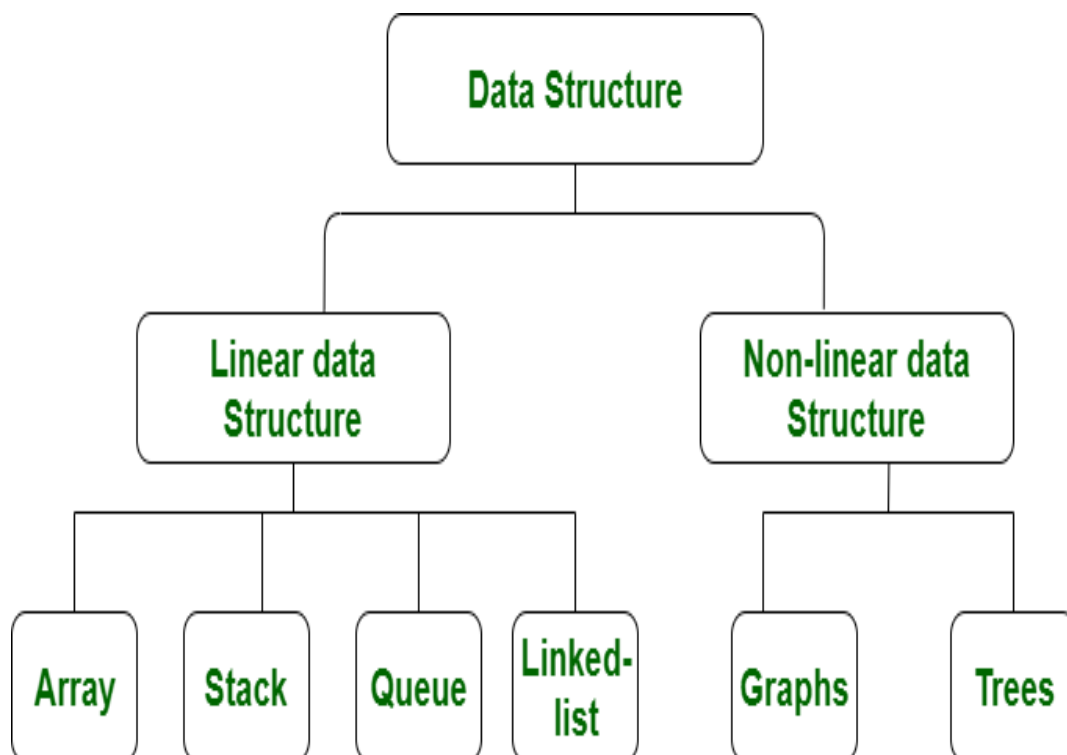 Data Structure
Linear data
Structure
Non-linear data
Structure
Array
Stack
Queue
Linked-
list
Graphs
Trees